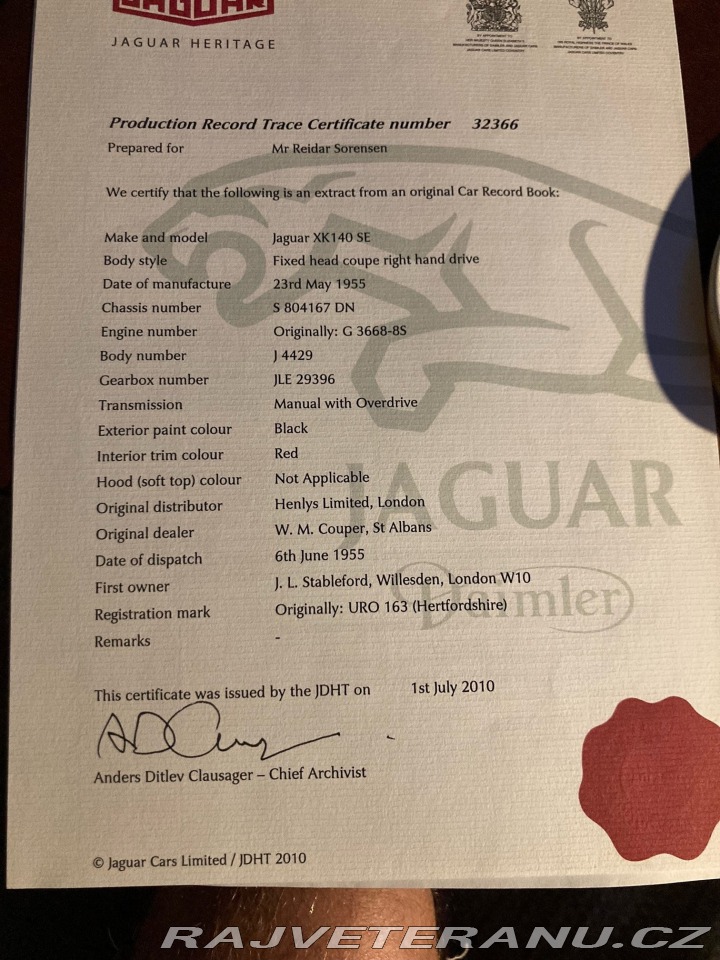 JAGUAR
JAGUAR HERITAGE
Production Record Trace Certificate number 32366
Prepared for Mr Reidar Sorensen
We certify that the following is an extract from an original Car Record Book:
Make and model Jaguar XK140 SE
Body style Fixed head coupe right hand drive
Date of manufacture 23rd May 1955
Chassis number S 804167 DN
Engine number Originally: G 3668-8S
Body number J 4429
Gearbox number JLE 29396
Transmission Manual with Overdrive
Exterior paint colour Black
Interior trim colour Red
Hood (soft top) colour Not Applicable
JAGUAR
Original distributor Henlys Limited, London
Original dealer W. M. Couper, St Albans
Date of dispatch 6th June 1955
First owner J. L. Stableford, Willesden, London W10
Daimler
Registration mark Originally: URO 163 (Hertfordshire)
Remarks -
This certificate was issued by the JDHT on 1st July 2010
Anders Ditlev Clausager – Chief Archivist
© Jaguar Cars Limited / JDHT 2010
RAJVETERANU.CZ